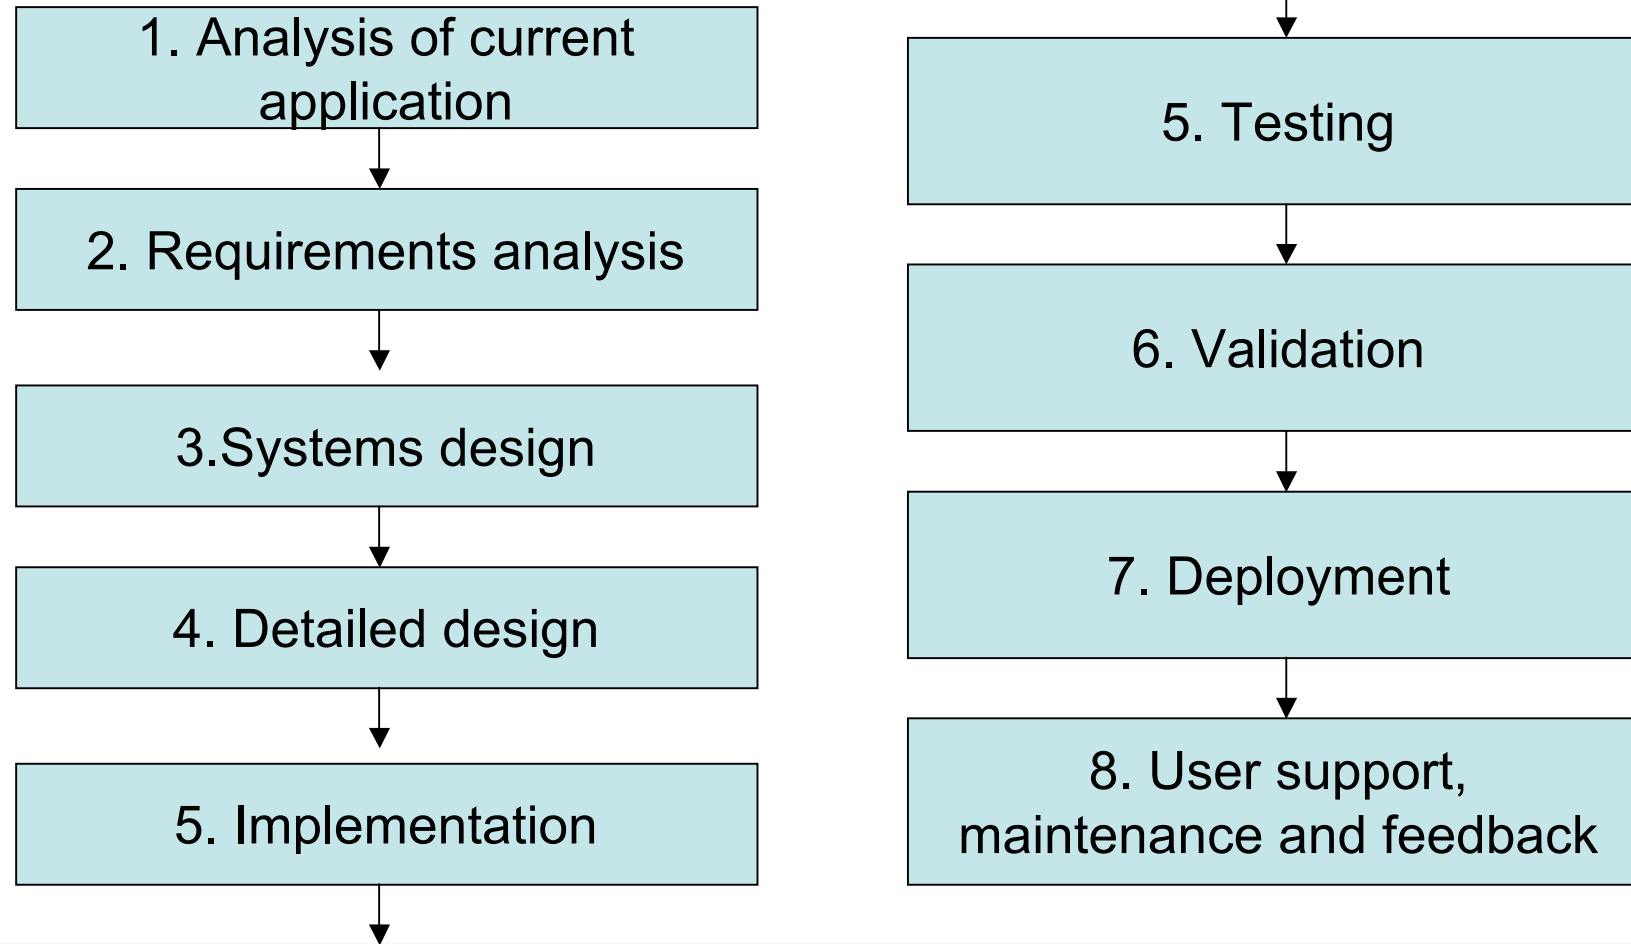 1. Analysis of current
application
2. Requirements analysis
3.Systems design
4. Detailed design
5. Implementation
5. Testing
6. Validation
7. Deployment
8. User support,
maintenance and feedback